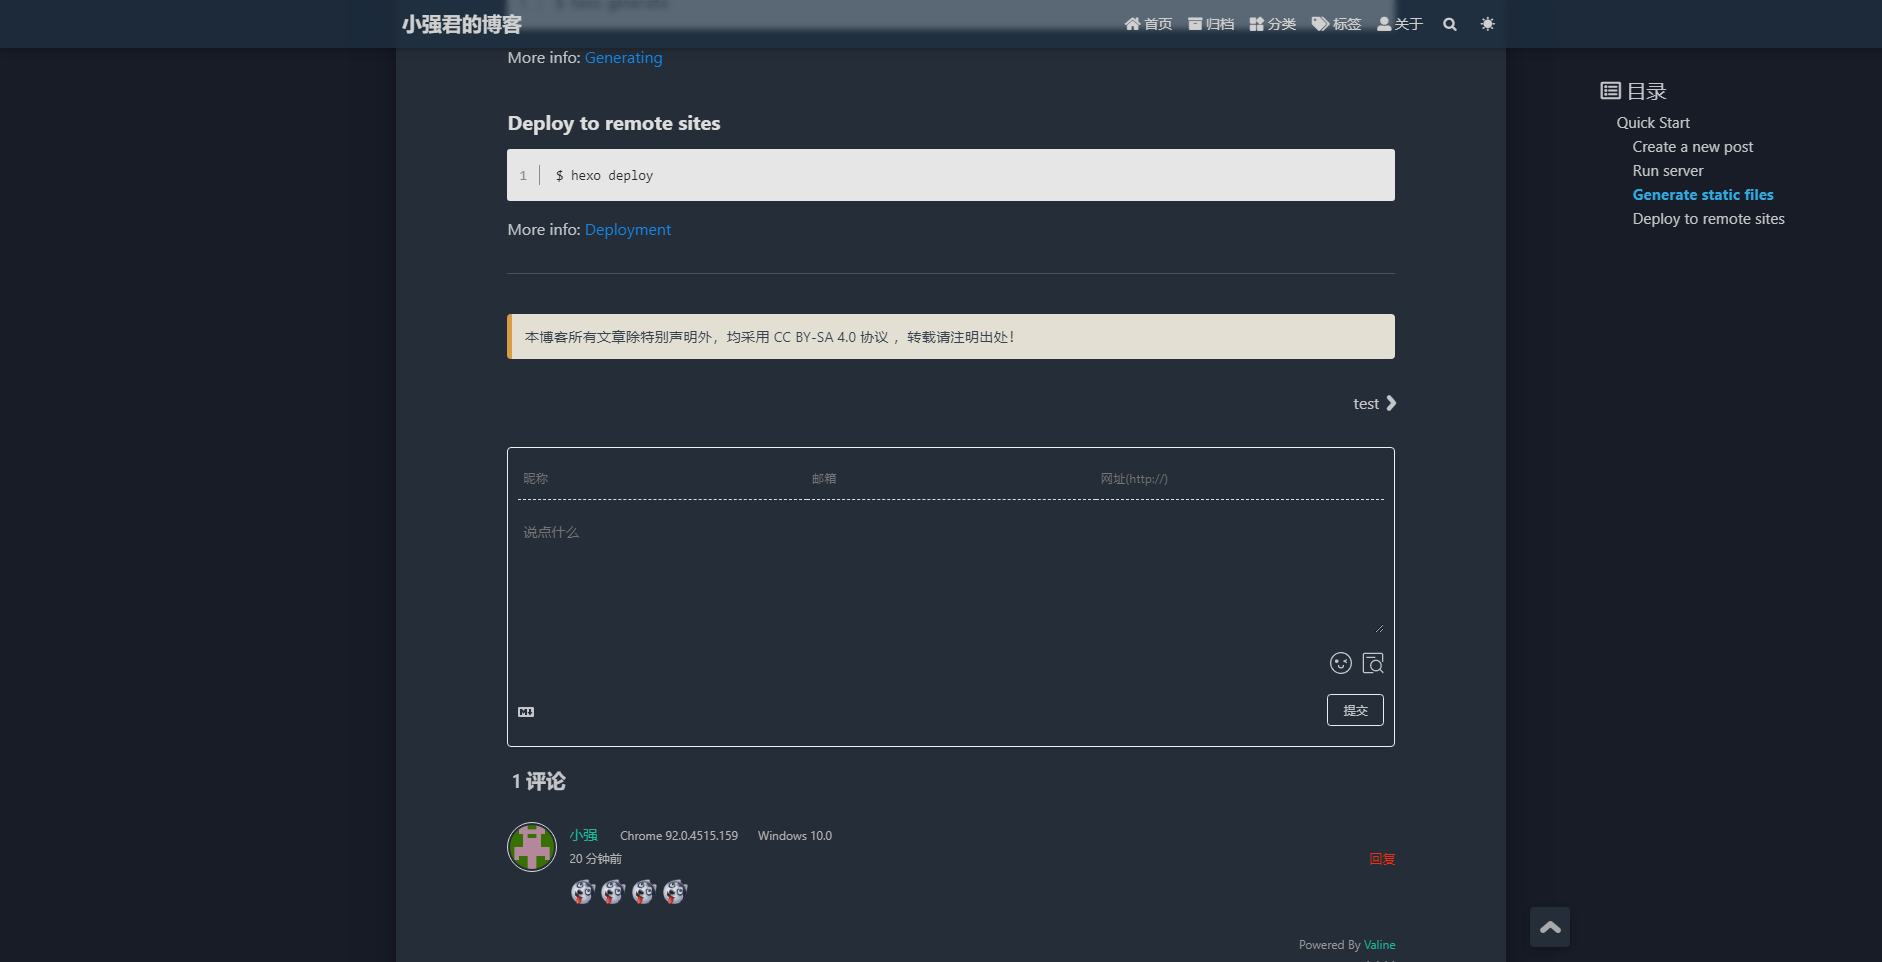 小强君的博客
首页 归档 分类 标签 关于
1 $ hexo generate
More info: Generating
Deploy to remote sites
1 $ hexo deploy
More info: Deployment
本博客所有文章除特别声明外，均采用 CC BY-SA 4.0 协议 ，转载请注明出处！
test
昵称 邮箱 网址(http://)
说点什么
M↓
提交
1 评论
小强 Chrome 92.0.4515.159 Windows 10.0
20 分钟前 回复
Powered By Valine
目录
Quick Start
Create a new post
Run server
Generate static files
Deploy to remote sites